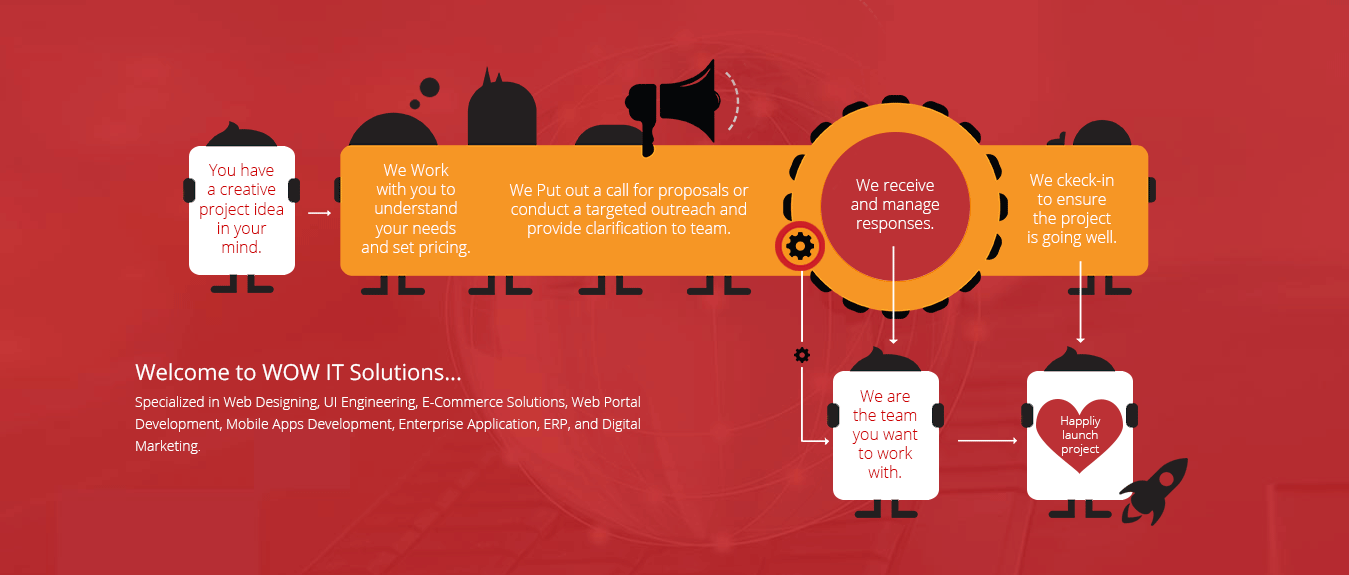 You have
a creative
project idea
in your
mind.
We Work
with you to
understand
your needs
and set pricing.
We Put out a call for proposals or
conduct a targeted outreach and
provide clarification to team.
We receive
and manage
responses.
We ckeck-in
to ensure
the project
is going well.
Welcome to WOW IT Solutions...
Specialized in Web Designing, UI Engineering, E-Commerce Solutions, Web Portal
Development, Mobile Apps Development, Enterprise Application, ERP, and Digital
Marketing.
We are
the team
you want
to work
with.
Happliy
launch
project